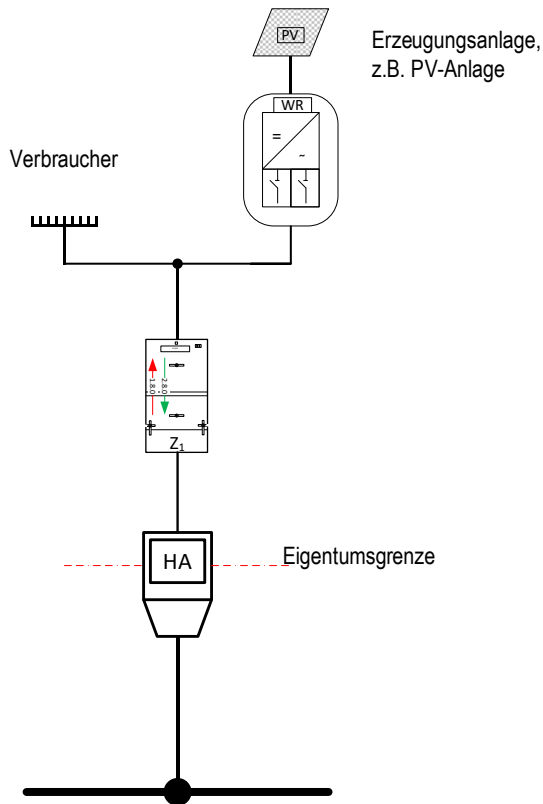 PV
Erzeugungsanlage,
z.B. PV-Anlage
WR
=
~
Verbraucher
1.8.0
2.8.0
Z₁
HA
Eigentumsgrenze